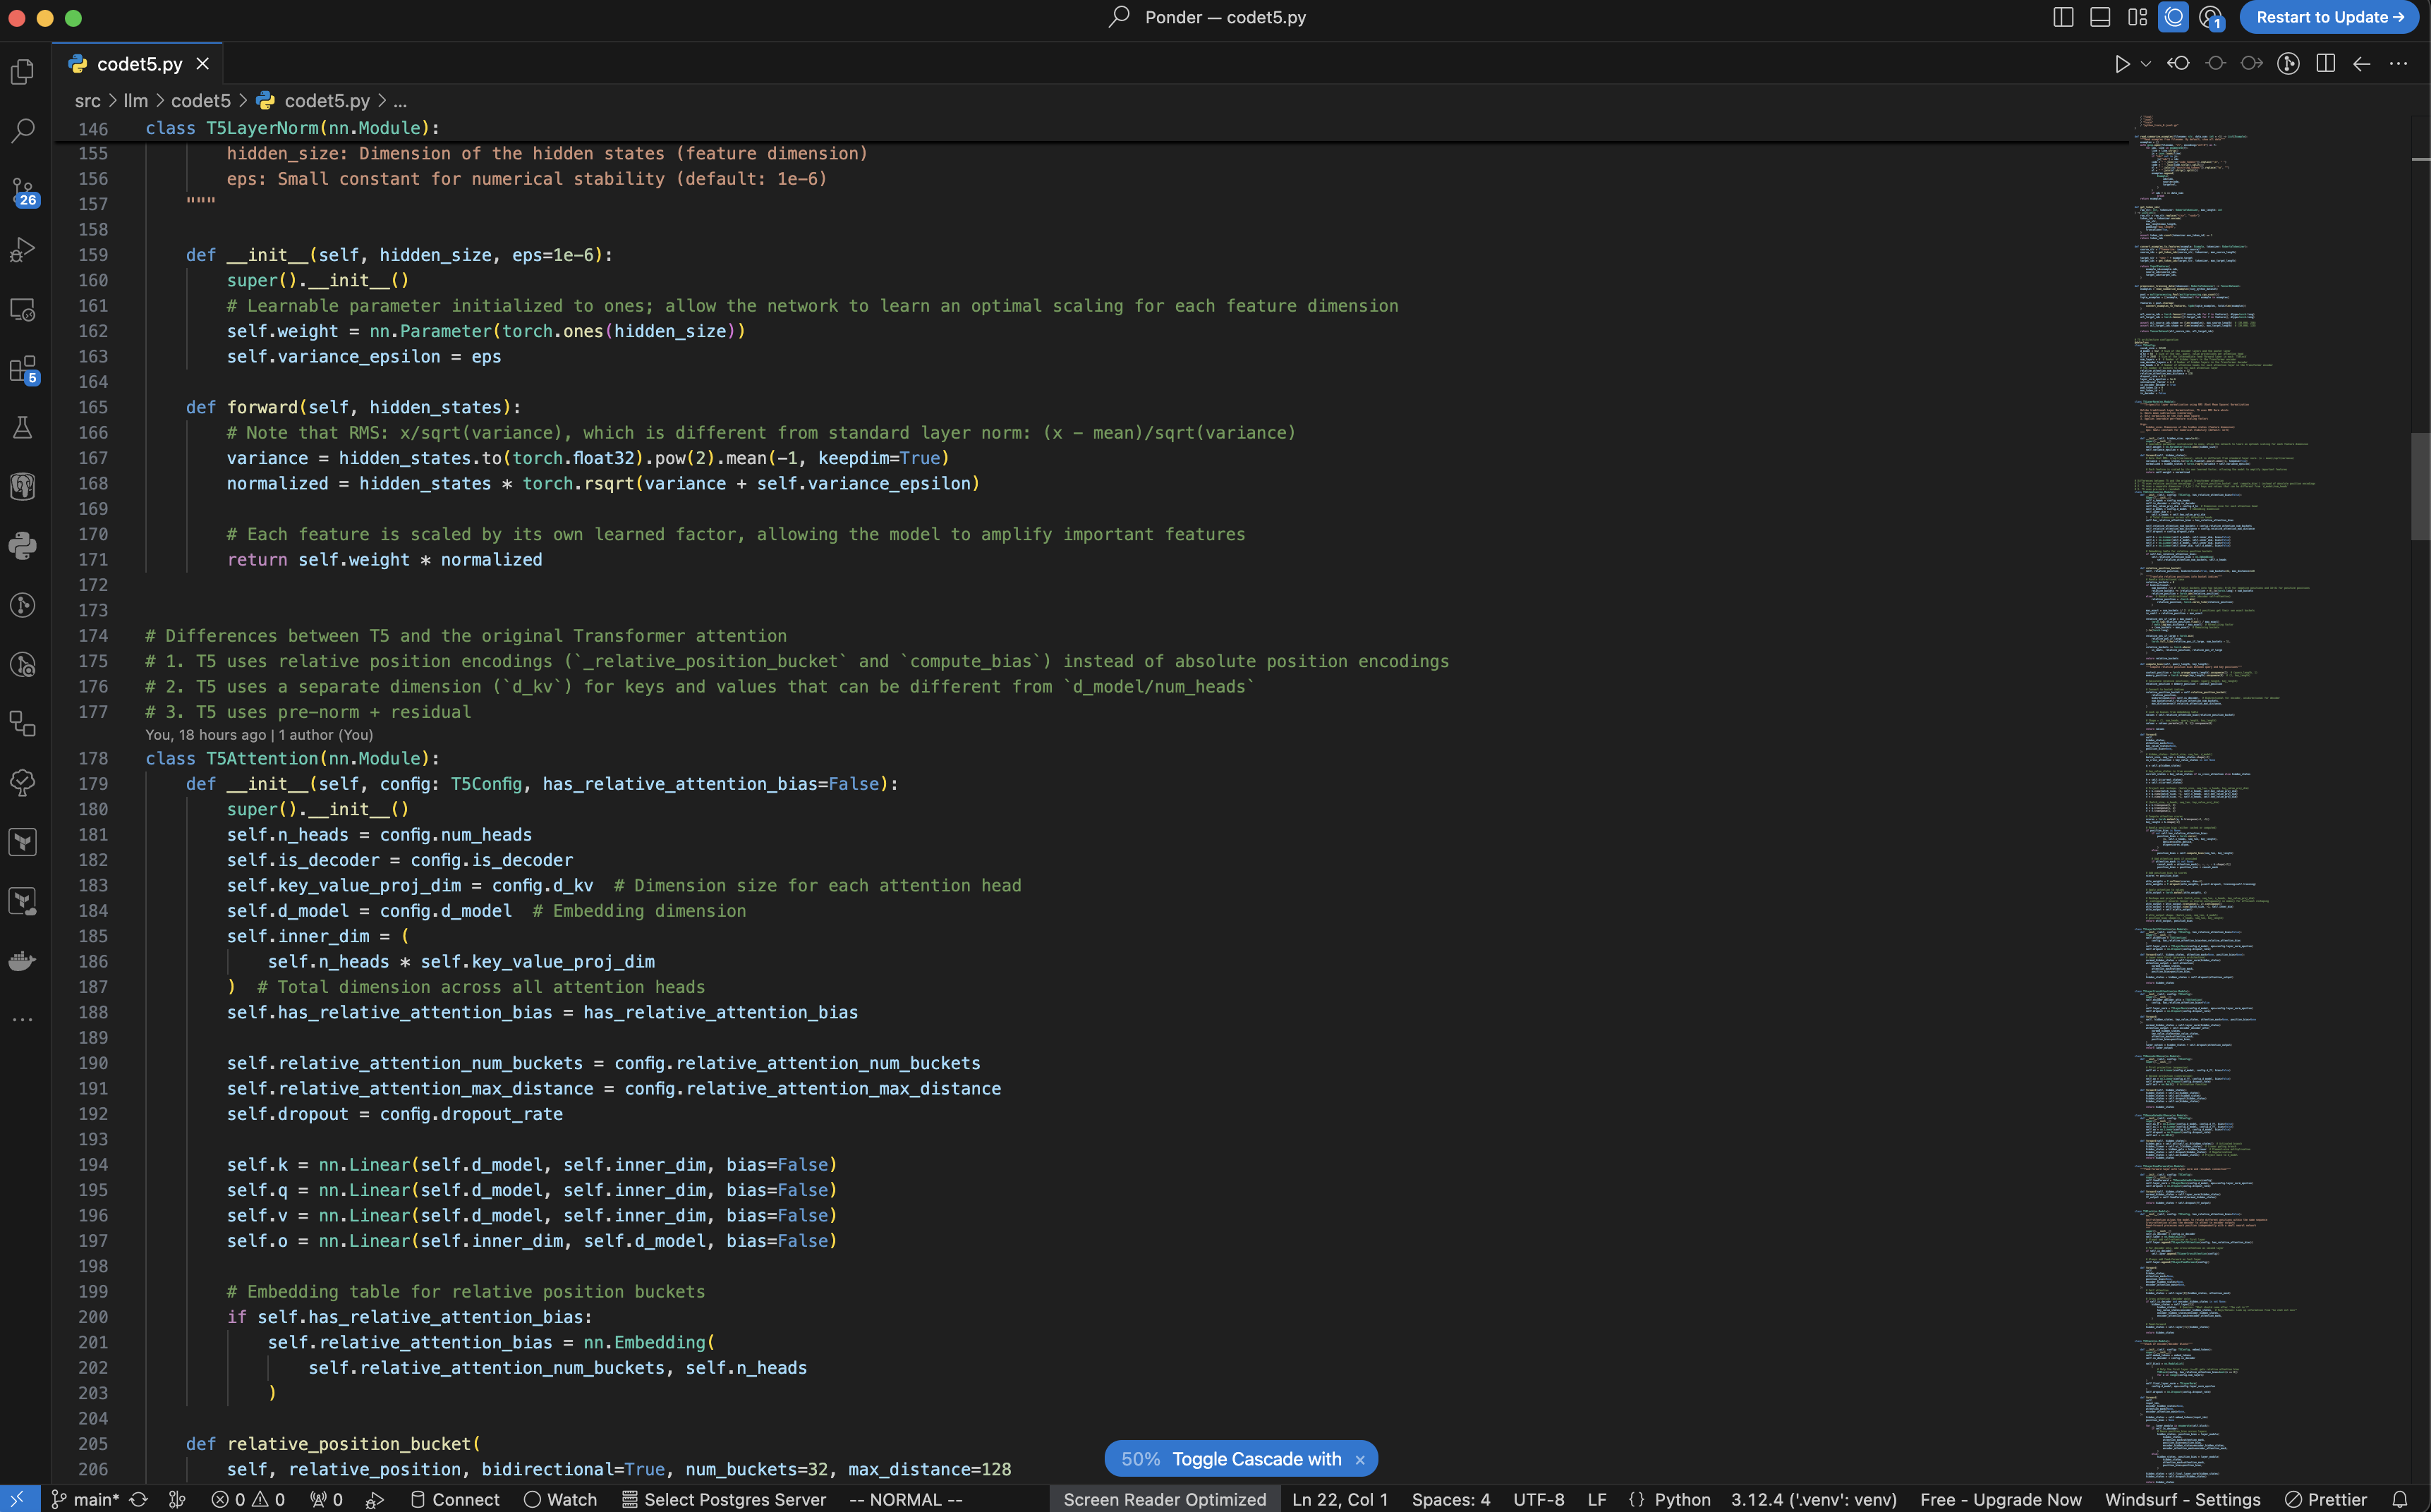 Ponder — codet5.py
1
Restart to Update →
codet5.py
src > llm > codet5 > codet5.py > ...
146 class T5LayerNorm(nn.Module):
155 hidden_size: Dimension of the hidden states (feature dimension)
156 eps: Small constant for numerical stability (default: 1e-6)
157 """
158
159 def __init__(self, hidden_size, eps=1e-6):
160 super().__init__()
161 # Learnable parameter initialized to ones; allow the network to learn an optimal scaling for each feature dimension
162 self.weight = nn.Parameter(torch.ones(hidden_size))
163 self.variance_epsilon = eps
164
165 def forward(self, hidden_states):
166 # Note that RMS: x/sqrt(variance), which is different from standard layer norm: (x - mean)/sqrt(variance)
167 variance = hidden_states.to(torch.float32).pow(2).mean(-1, keepdim=True)
168 normalized = hidden_states * torch.rsqrt(variance + self.variance_epsilon)
169
170 # Each feature is scaled by its own learned factor, allowing the model to amplify important features
171 return self.weight * normalized
172
173
174 # Differences between T5 and the original Transformer attention
175 # 1. T5 uses relative position encodings (`_relative_position_bucket` and `compute_bias`) instead of absolute position encodings
176 # 2. T5 uses a separate dimension (`d_kv`) for keys and values that can be different from `d_model/num_heads`
177 # 3. T5 uses pre-norm + residual
You, 18 hours ago | 1 author (You)
178 class T5Attention(nn.Module):
179 def __init__(self, config: T5Config, has_relative_attention_bias=False):
180 super().__init__()
181 self.n_heads = config.num_heads
182 self.is_decoder = config.is_decoder
183 self.key_value_proj_dim = config.d_kv # Dimension size for each attention head
184 self.d_model = config.d_model # Embedding dimension
185 self.inner_dim = (
186 self.n_heads * self.key_value_proj_dim
187 ) # Total dimension across all attention heads
188 self.has_relative_attention_bias = has_relative_attention_bias
189
190 self.relative_attention_num_buckets = config.relative_attention_num_buckets
191 self.relative_attention_max_distance = config.relative_attention_max_distance
192 self.dropout = config.dropout_rate
193
194 self.k = nn.Linear(self.d_model, self.inner_dim, bias=False)
195 self.q = nn.Linear(self.d_model, self.inner_dim, bias=False)
196 self.v = nn.Linear(self.d_model, self.inner_dim, bias=False)
197 self.o = nn.Linear(self.inner_dim, self.d_model, bias=False)
198
199 # Embedding table for relative position buckets
200 if self.has_relative_attention_bias:
201 self.relative_attention_bias = nn.Embedding(
202 self.relative_attention_num_buckets, self.n_heads
203 )
204
205 def relative_position_bucket(
206 self, relative_position, bidirectional=True, num_buckets=32, max_distance=128
26
5
50% Toggle Cascade with ×
main* 0 0 0 Connect Watch Select Postgres Server -- NORMAL -- Screen Reader Optimized Ln 22, Col 1 Spaces: 4 UTF-8 LF {} Python 3.12.4 ('.venv': venv) Free - Upgrade Now Windsurf - Settings Prettier